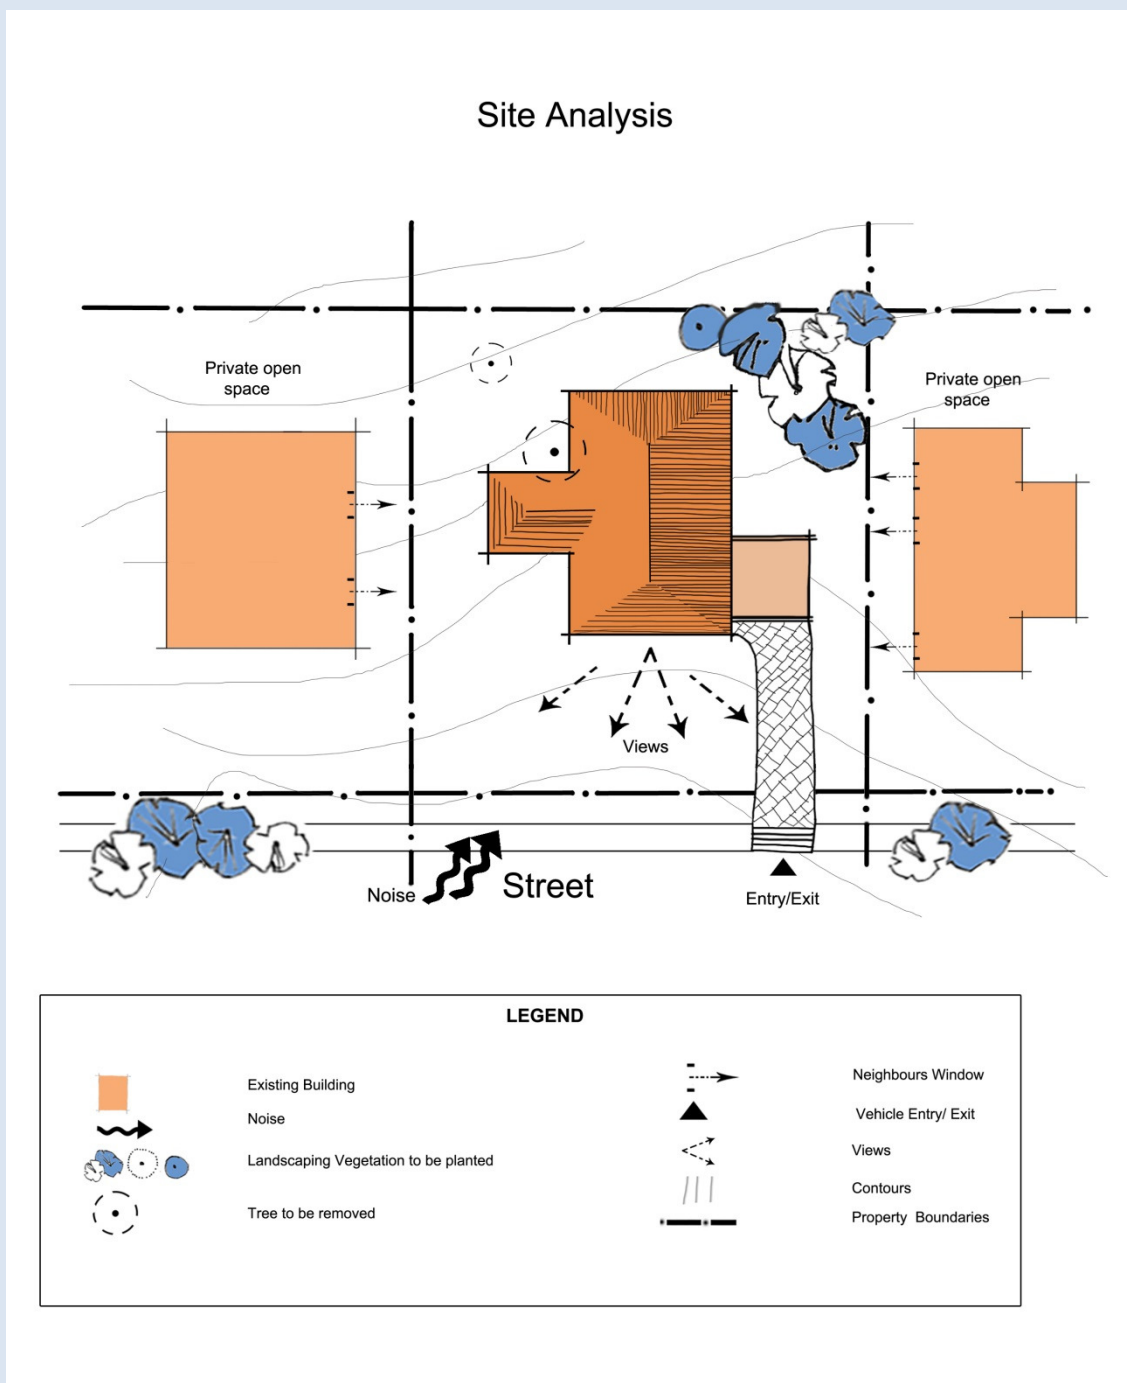 Site Analysis
Private open
space
Private open
space
Views
Noise
Street
Entry/Exit
LEGEND
Existing Building
Noise
Landscaping Vegetation to be planted
Tree to be removed
Neighbours Window
Vehicle Entry/ Exit
Views
Contours
Property Boundaries